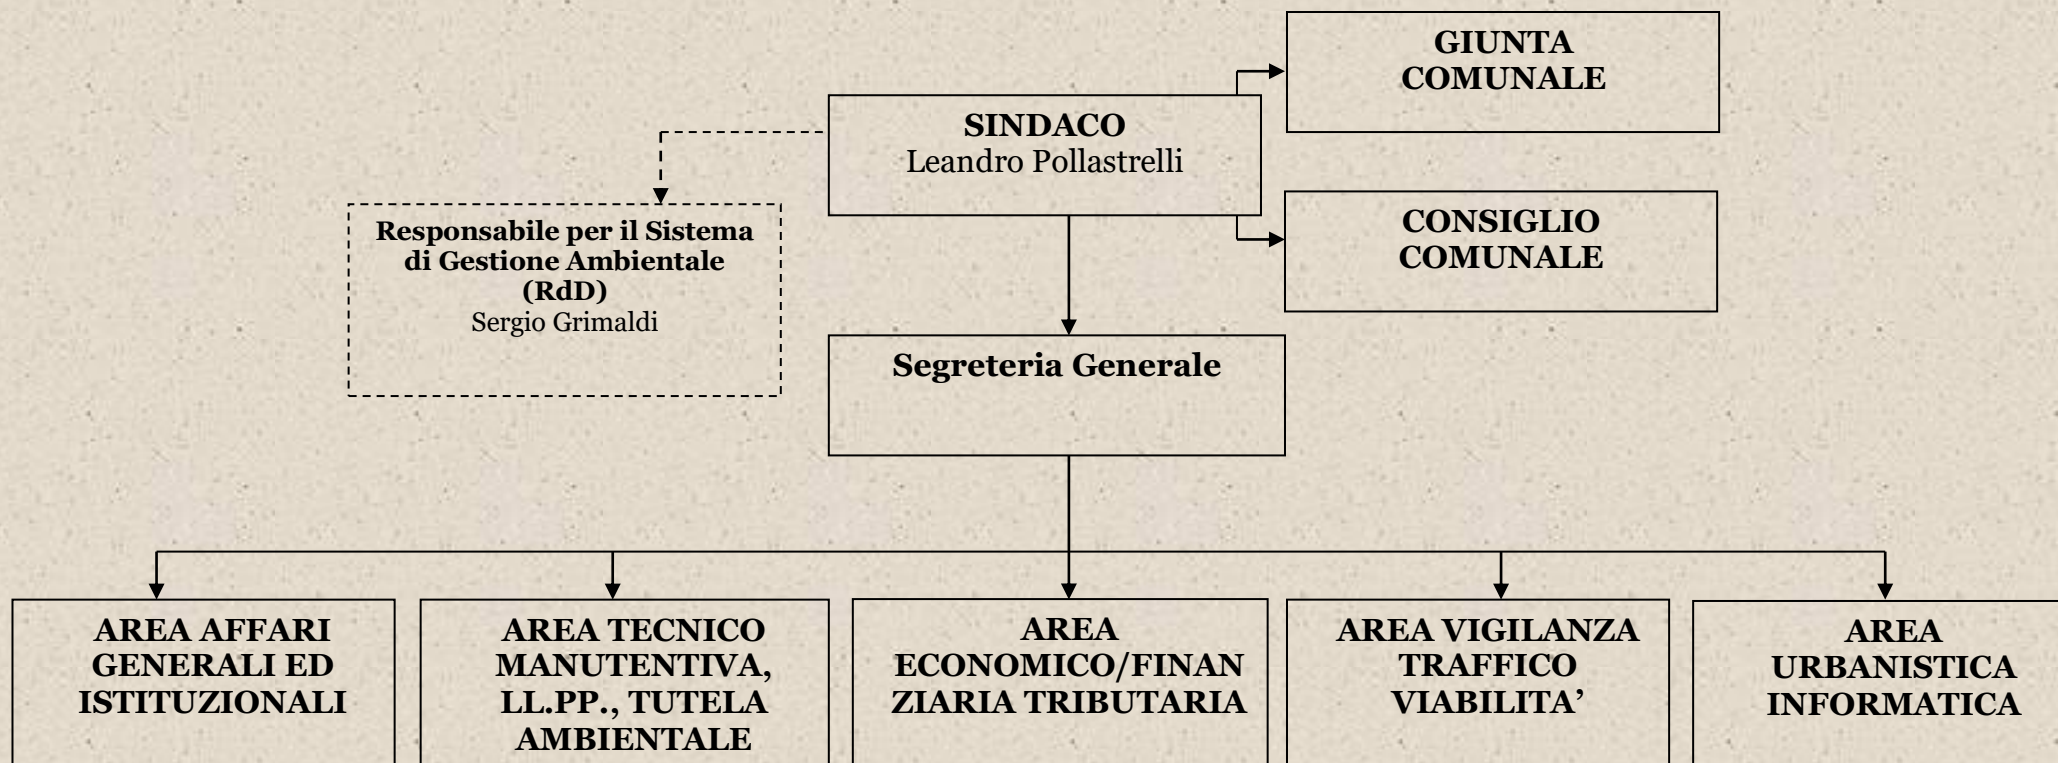 GIUNTA
COMUNALE
SINDACO
Leandro Pollastrelli
CONSIGLIO
COMUNALE
Responsabile per il Sistema
di Gestione Ambientale
(RdD)
Sergio Grimaldi
Segreteria Generale
AREA AFFARI
GENERALI ED
ISTITUZIONALI
AREA TECNICO
MANUTENTIVA,
LL.PP., TUTELA
AMBIENTALE
AREA
ECONOMICO/FINAN
ZIARIA TRIBUTARIA
AREA VIGILANZA
TRAFFICO
VIABILITA’
AREA
URBANISTICA
INFORMATICA